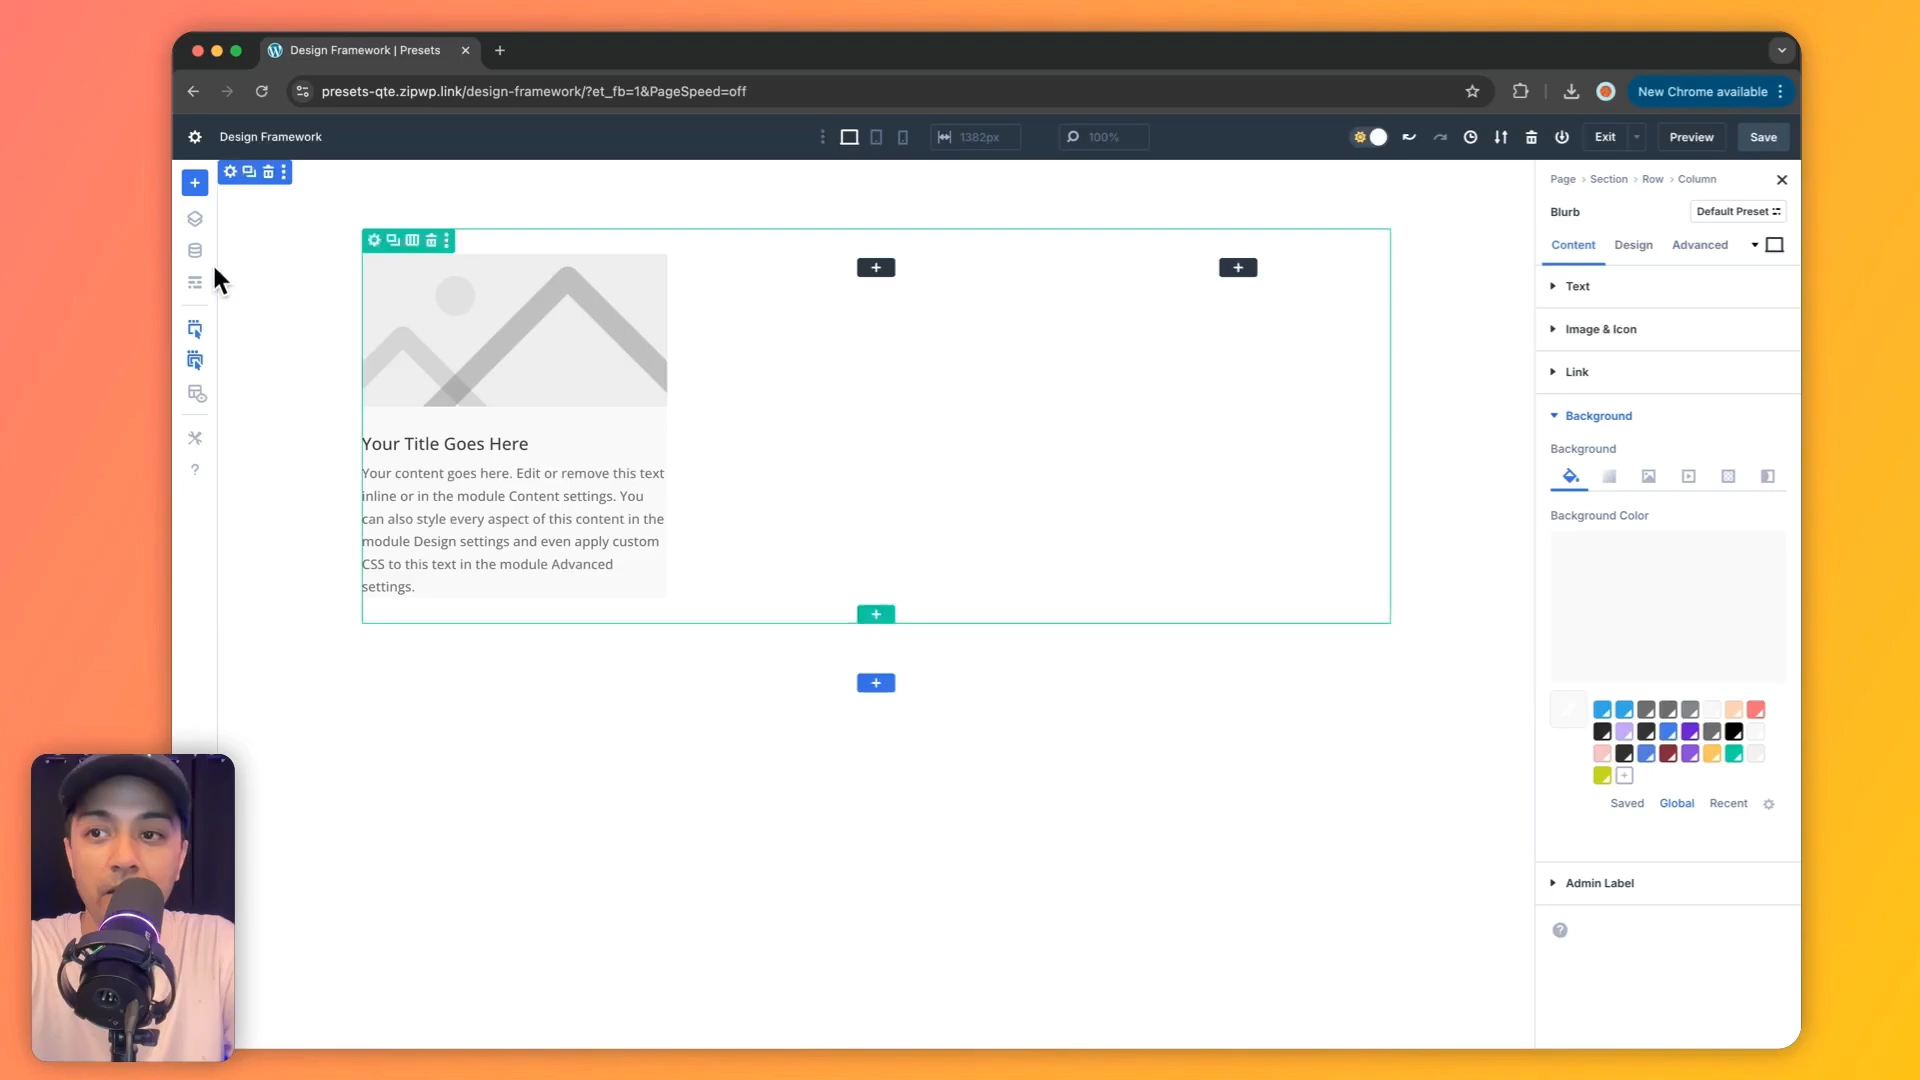 Design Framework | Presets
presets-qte.zipwp.link/design-framework/?et_fb=1&PageSpeed=off
New Chrome available
Design Framework
1382px
100%
Exit
Preview
Save
Page > Section > Row > Column
Blurb
Default Preset
Content
Design
Advanced
Text
Image & Icon
Link
Background
Background
Background Color
Saved
Global
Recent
Admin Label
Your Title Goes Here
Your content goes here. Edit or remove this text
inline or in the module Content settings. You
can also style every aspect of this content in the
module Design settings and even apply custom
CSS to this text in the module Advanced
settings.